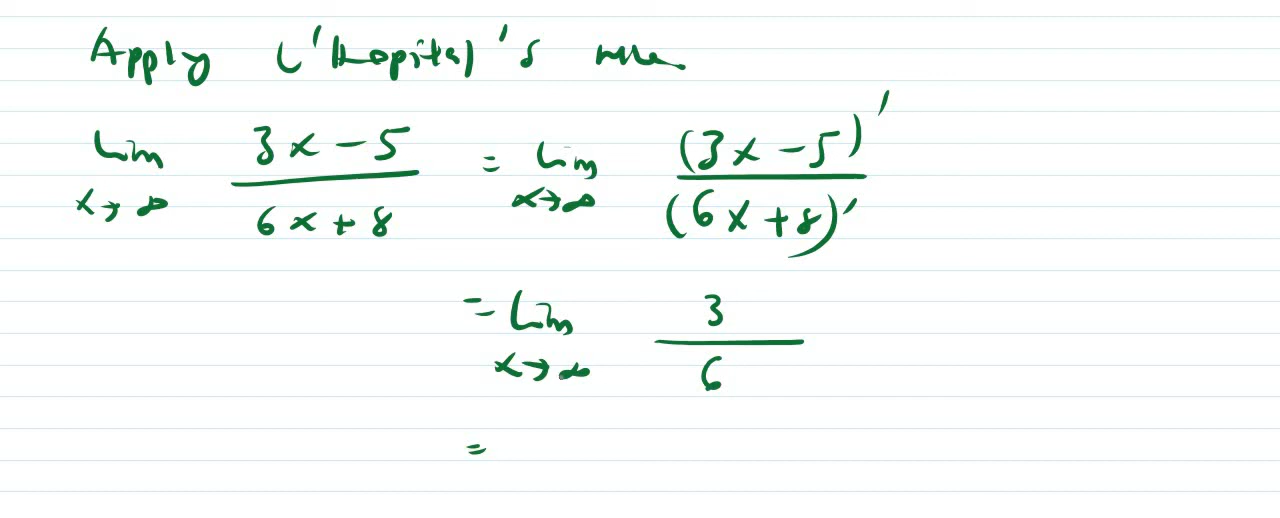 Apply L'Hopital's rule
lim x→∞ (3x-5)/(6x+8) = lim x→∞ (3x-5)'/(6x+8)'
= lim x→∞ 3/6
=